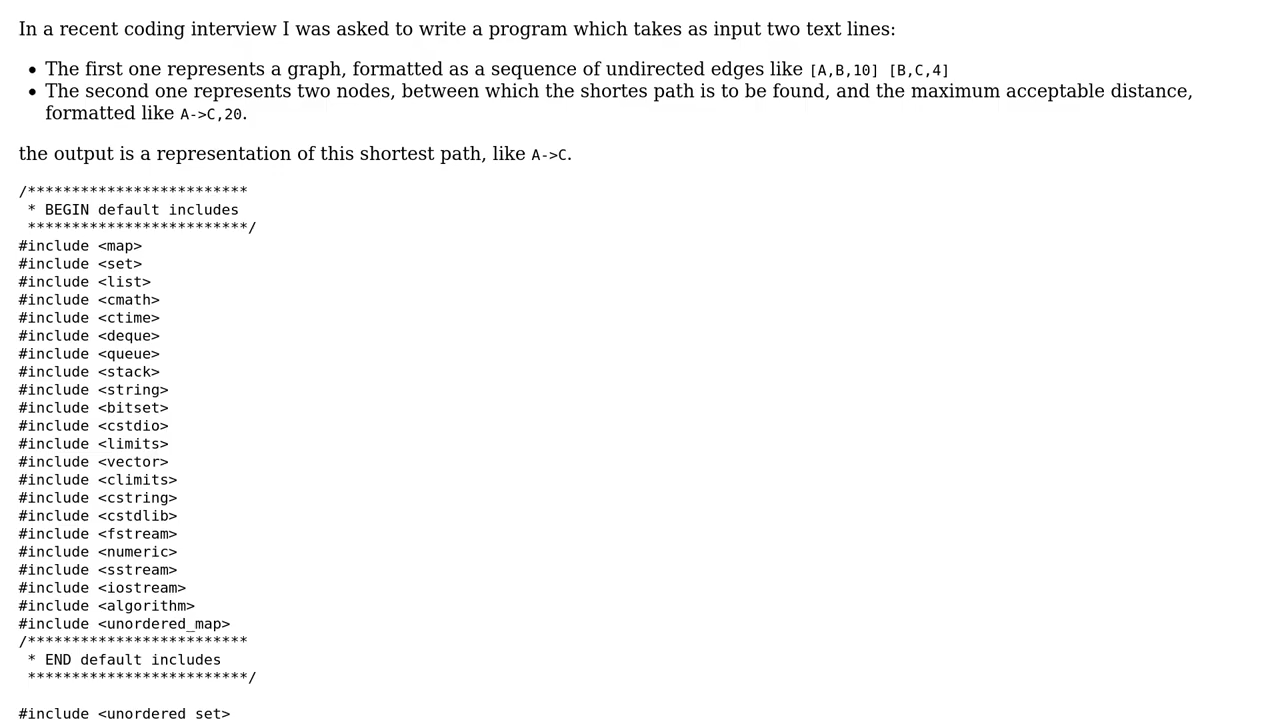 In a recent coding interview I was asked to write a program which takes as input two text lines:
• The first one represents a graph, formatted as a sequence of undirected edges like [A,B,10] [B,C,4]
• The second one represents two nodes, between which the shortes path is to be found, and the maximum acceptable distance,
formatted like A->C,20.
the output is a representation of this shortest path, like A->C.
/*************************
 * BEGIN default includes
 *************************/
#include <map>
#include <set>
#include <list>
#include <cmath>
#include <ctime>
#include <deque>
#include <queue>
#include <stack>
#include <string>
#include <bitset>
#include <cstdio>
#include <limits>
#include <vector>
#include <climits>
#include <cstring>
#include <cstdlib>
#include <fstream>
#include <numeric>
#include <sstream>
#include <iostream>
#include <algorithm>
#include <unordered_map>
/*************************
 * END default includes
 *************************/
#include <unordered_set>